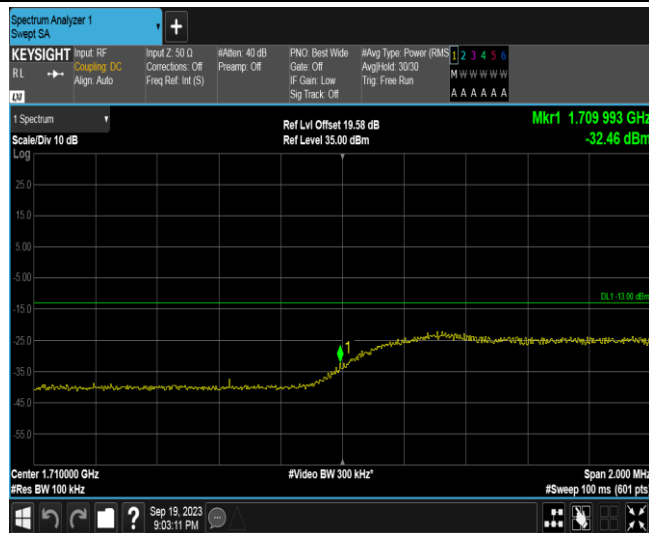 Spectrum Analyzer 1
Swept SA
+
KEYSIGHT
RL
LXI
Input: RF
Coupling: DC
Align: Auto
Input Z: 50 Ω
Corrections: Off
Freq Ref: Int (S)
#Atten: 40 dB
Preamp: Off
PNO: Best Wide
Gate: Off
IF Gain: Low
Sig Track: Off
#Avg Type: Power (RMS
Avg|Hold: 30/30
Trig: Free Run
1 2 3 4 5 6
M W W W W W
A A A A A A
1 Spectrum
Scale/Div 10 dB
Log
Ref Lvl Offset 19.58 dB
Ref Level 35.00 dBm
Mkr1 1.709 993 GHz
-32.46 dBm
25.0
15.0
5.00
-5.00
DL1 -13.00 dBm
-15.0
-25.0
1
-35.0
-45.0
-55.0
Center 1.710000 GHz
#Res BW 100 kHz
#Video BW 300 kHz*
Span 2.000 MHz
#Sweep 100 ms (601 pts)
?
Sep 19, 2023
9:03:11 PM